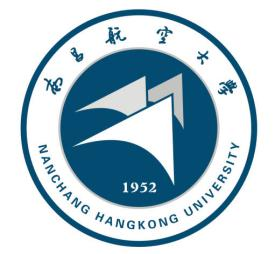 南昌航空大学
1952
NANCHANG HANGKONG UNIVERSITY